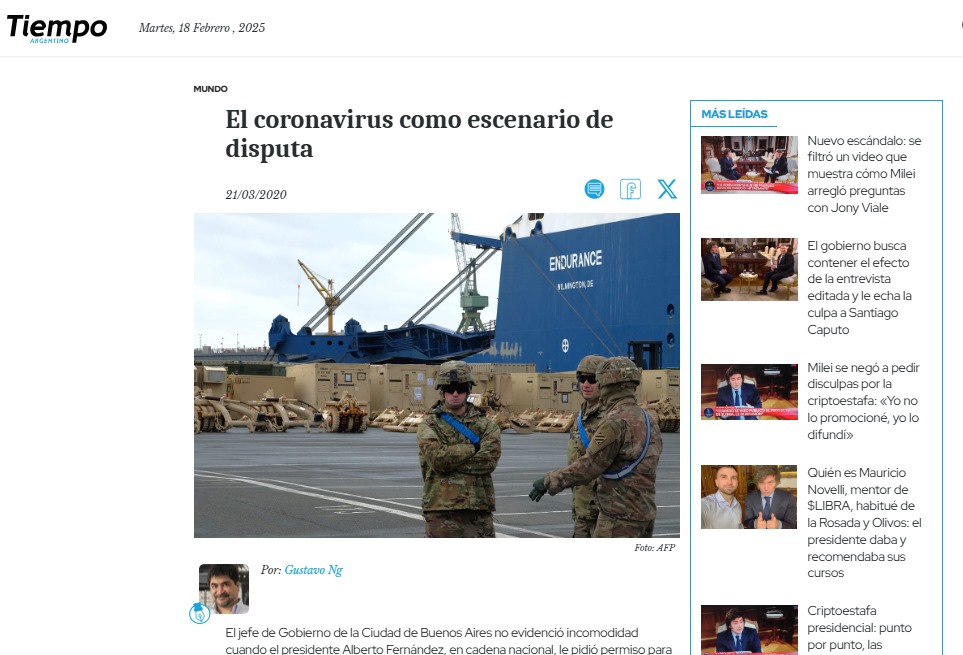 Tiempo
ARGENTINO
Martes, 18 Febrero , 2025
MUNDO
El coronavirus como escenario de
disputa
21/03/2020
ENDURANCE
WILMINGTON, DE
Foto: AFP
Por: Gustavo Ng
El jefe de Gobierno de la Ciudad de Buenos Aires no evidenció incomodidad
cuando el presidente Alberto Fernández, en cadena nacional, le pidió permiso para
MÁS LEÍDAS
Nuevo escándalo: se
filtró un video que
muestra cómo Milei
arregló preguntas
con Jony Viale
El gobierno busca
contener el efecto
de la entrevista
editada y le echa la
culpa a Santiago
Caputo
Milei se negó a pedir
disculpas por la
criptoestafa: «Yo no
lo promocioné, yo lo
difundí»
Quién es Mauricio
Novelli, mentor de
$LIBRA, habitué de
la Rosada y Olivos: el
presidente daba y
recomendaba sus
cursos
Criptoestafa
presidencial: punto
por punto, las